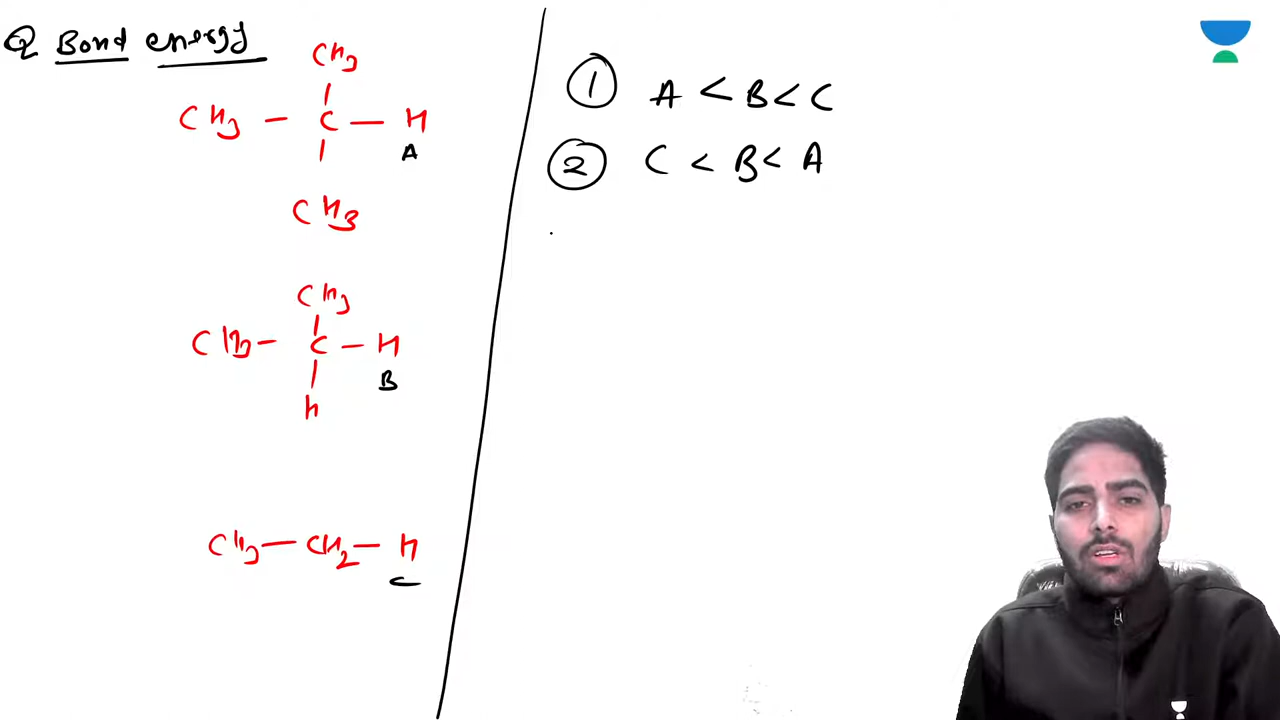 Q Bond energy
CH3
CH3 - C - H
A
CH3
CH3
CH3 - C - H
B
H
CH3 - CH2 - H
C
1 A < B < C
2 C < B < A